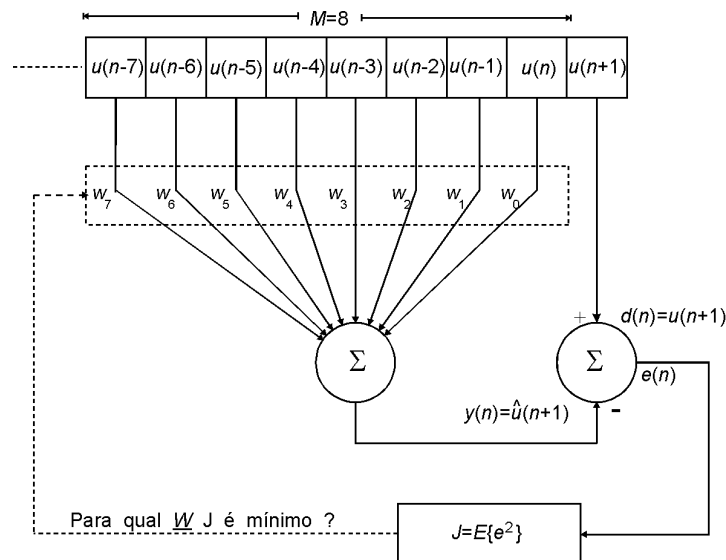 M=8
u(n-7) u(n-6) u(n-5) u(n-4) u(n-3) u(n-2) u(n-1) u(n) u(n+1)
w₇ w₆ w₅ w₄ w₃ w₂ w₁ w₀
+ d(n)=u(n+1)
Σ Σ
e(n)
y(n)=û(n+1) -
Para qual W J é mínimo ?
J=E{e²}